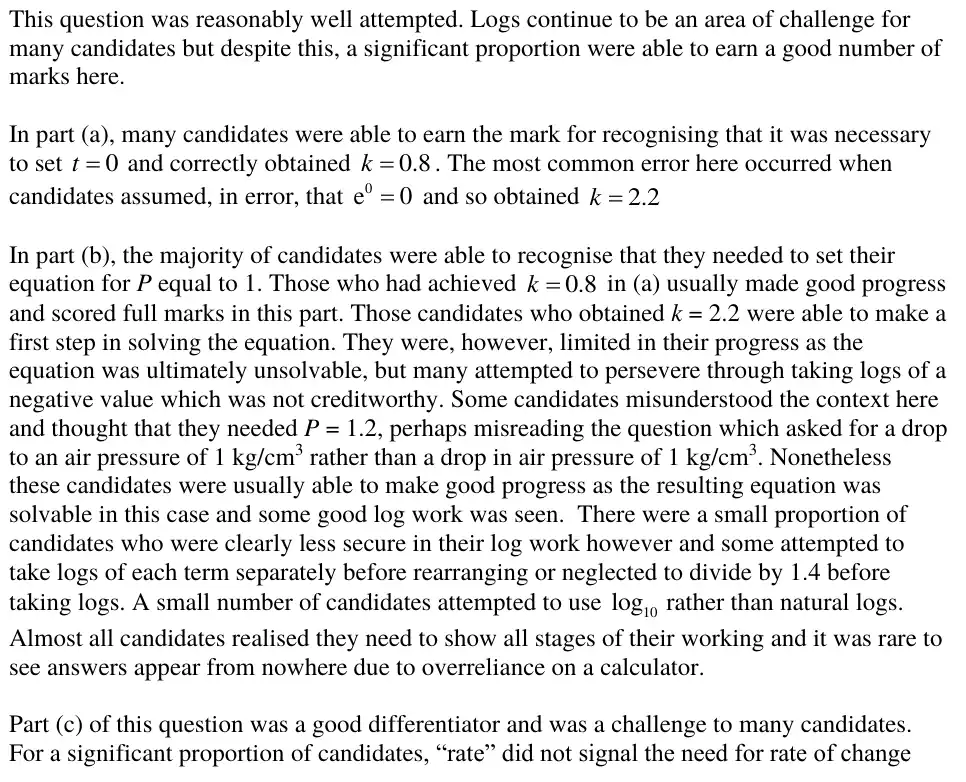 This question was reasonably well attempted. Logs continue to be an area of challenge for
many candidates but despite this, a significant proportion were able to earn a good number of
marks here.
In part (a), many candidates were able to earn the mark for recognising that it was necessary
to set t = 0 and correctly obtained k = 0.8. The most common error here occurred when
candidates assumed, in error, that e⁰ = 0 and so obtained k = 2.2
In part (b), the majority of candidates were able to recognise that they needed to set their
equation for P equal to 1. Those who had achieved k = 0.8 in (a) usually made good progress
and scored full marks in this part. Those candidates who obtained k = 2.2 were able to make a
first step in solving the equation. They were, however, limited in their progress as the
equation was ultimately unsolvable, but many attempted to persevere through taking logs of a
negative value which was not creditworthy. Some candidates misunderstood the context here
and thought that they needed P = 1.2, perhaps misreading the question which asked for a drop
to an air pressure of 1 kg/cm³ rather than a drop in air pressure of 1 kg/cm³. Nonetheless
these candidates were usually able to make good progress as the resulting equation was
solvable in this case and some good log work was seen. There were a small proportion of
candidates who were clearly less secure in their log work however and some attempted to
take logs of each term separately before rearranging or neglected to divide by 1.4 before
taking logs. A small number of candidates attempted to use log₁₀ rather than natural logs.
Almost all candidates realised they need to show all stages of their working and it was rare to
see answers appear from nowhere due to overreliance on a calculator.
Part (c) of this question was a good differentiator and was a challenge to many candidates.
For a significant proportion of candidates, “rate” did not signal the need for rate of change